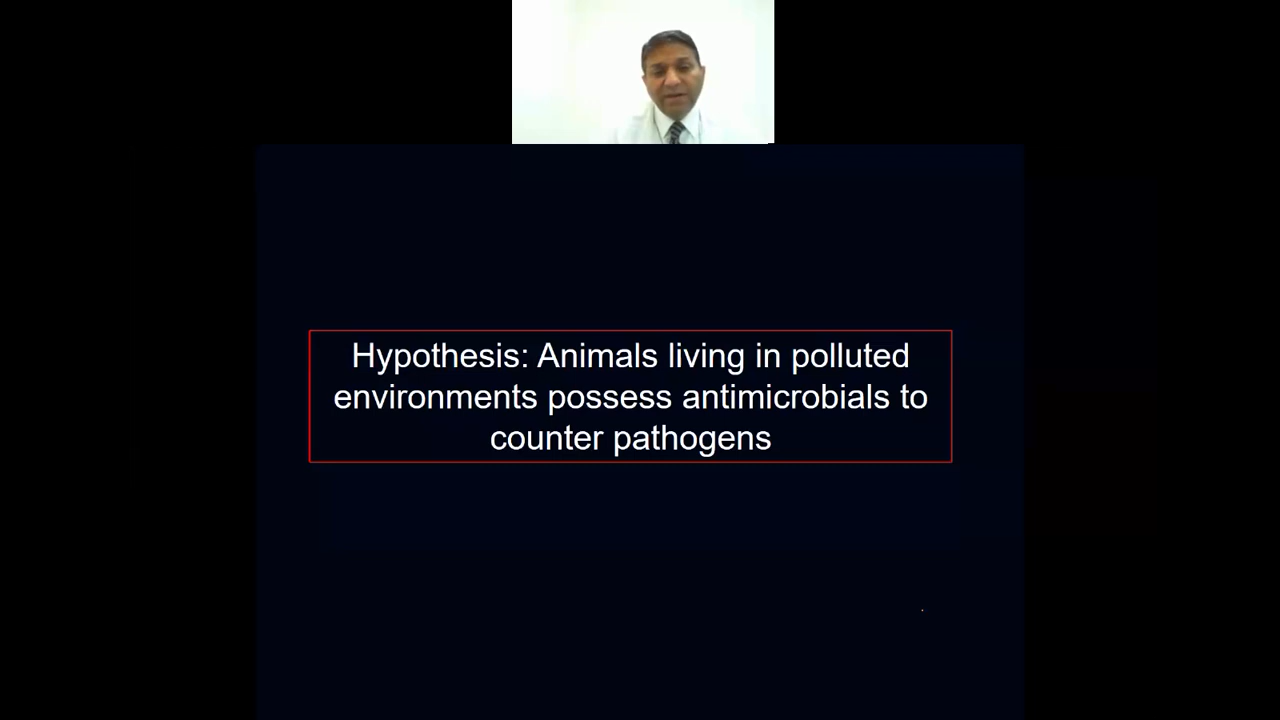 Hypothesis: Animals living in polluted
environments possess antimicrobials to
counter pathogens